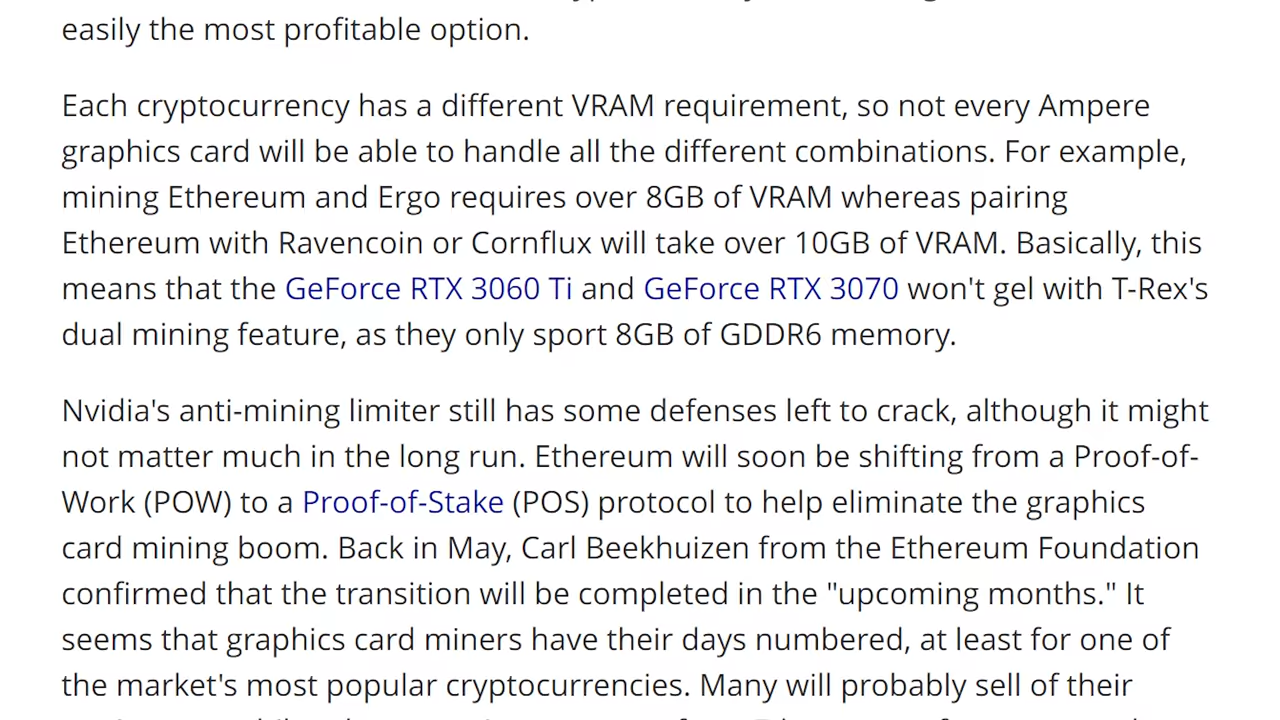 easily the most profitable option.
Each cryptocurrency has a different VRAM requirement, so not every Ampere
graphics card will be able to handle all the different combinations. For example,
mining Ethereum and Ergo requires over 8GB of VRAM whereas pairing
Ethereum with Ravencoin or Cornflux will take over 10GB of VRAM. Basically, this
means that the GeForce RTX 3060 Ti and GeForce RTX 3070 won't gel with T-Rex's
dual mining feature, as they only sport 8GB of GDDR6 memory.
Nvidia's anti-mining limiter still has some defenses left to crack, although it might
not matter much in the long run. Ethereum will soon be shifting from a Proof-of-
Work (POW) to a Proof-of-Stake (POS) protocol to help eliminate the graphics
card mining boom. Back in May, Carl Beekhuizen from the Ethereum Foundation
confirmed that the transition will be completed in the "upcoming months." It
seems that graphics card miners have their days numbered, at least for one of
the market's most popular cryptocurrencies. Many will probably sell of their